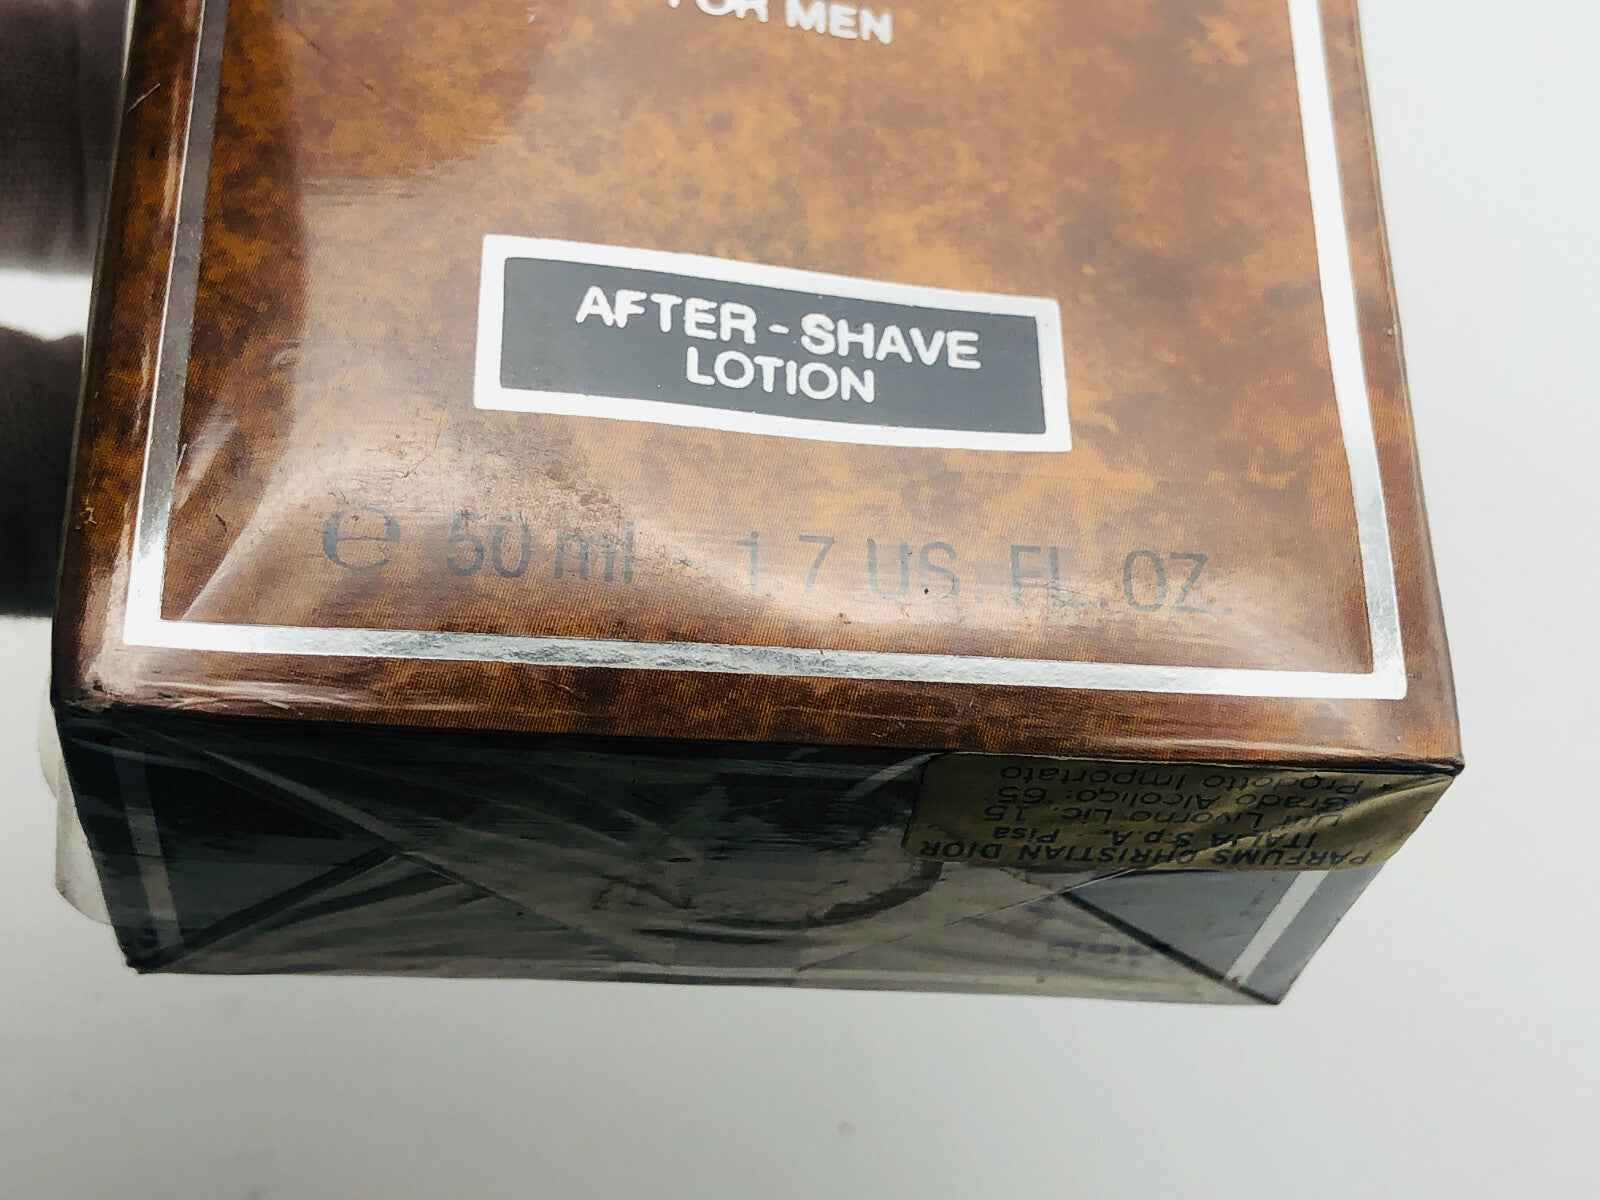 FOR MEN
AFTER - SHAVE
LOTION
℮ 50 ml - 1.7 US. FL. OZ.
PARFUMS CHRISTIAN DIOR
ITALIA S.p.A. Pisa
Utif Livorno Lic. 15
Grado Alcolico: 65
Prodotto Importato